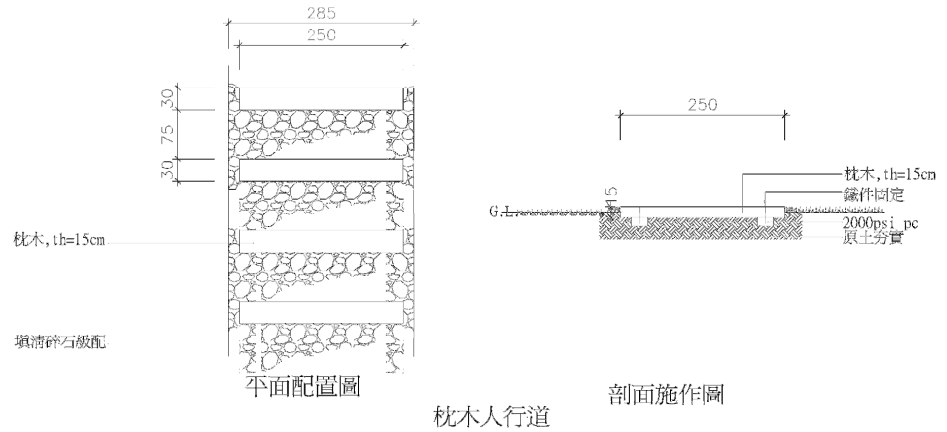 285
250
30
75
30
枕木,th=15cm
填清碎石級配
平面配置圖
250
15
G.L.
枕木,th=15cm
鐵件固定
2000psi pc
原土夯實
剖面施作圖
枕木人行道